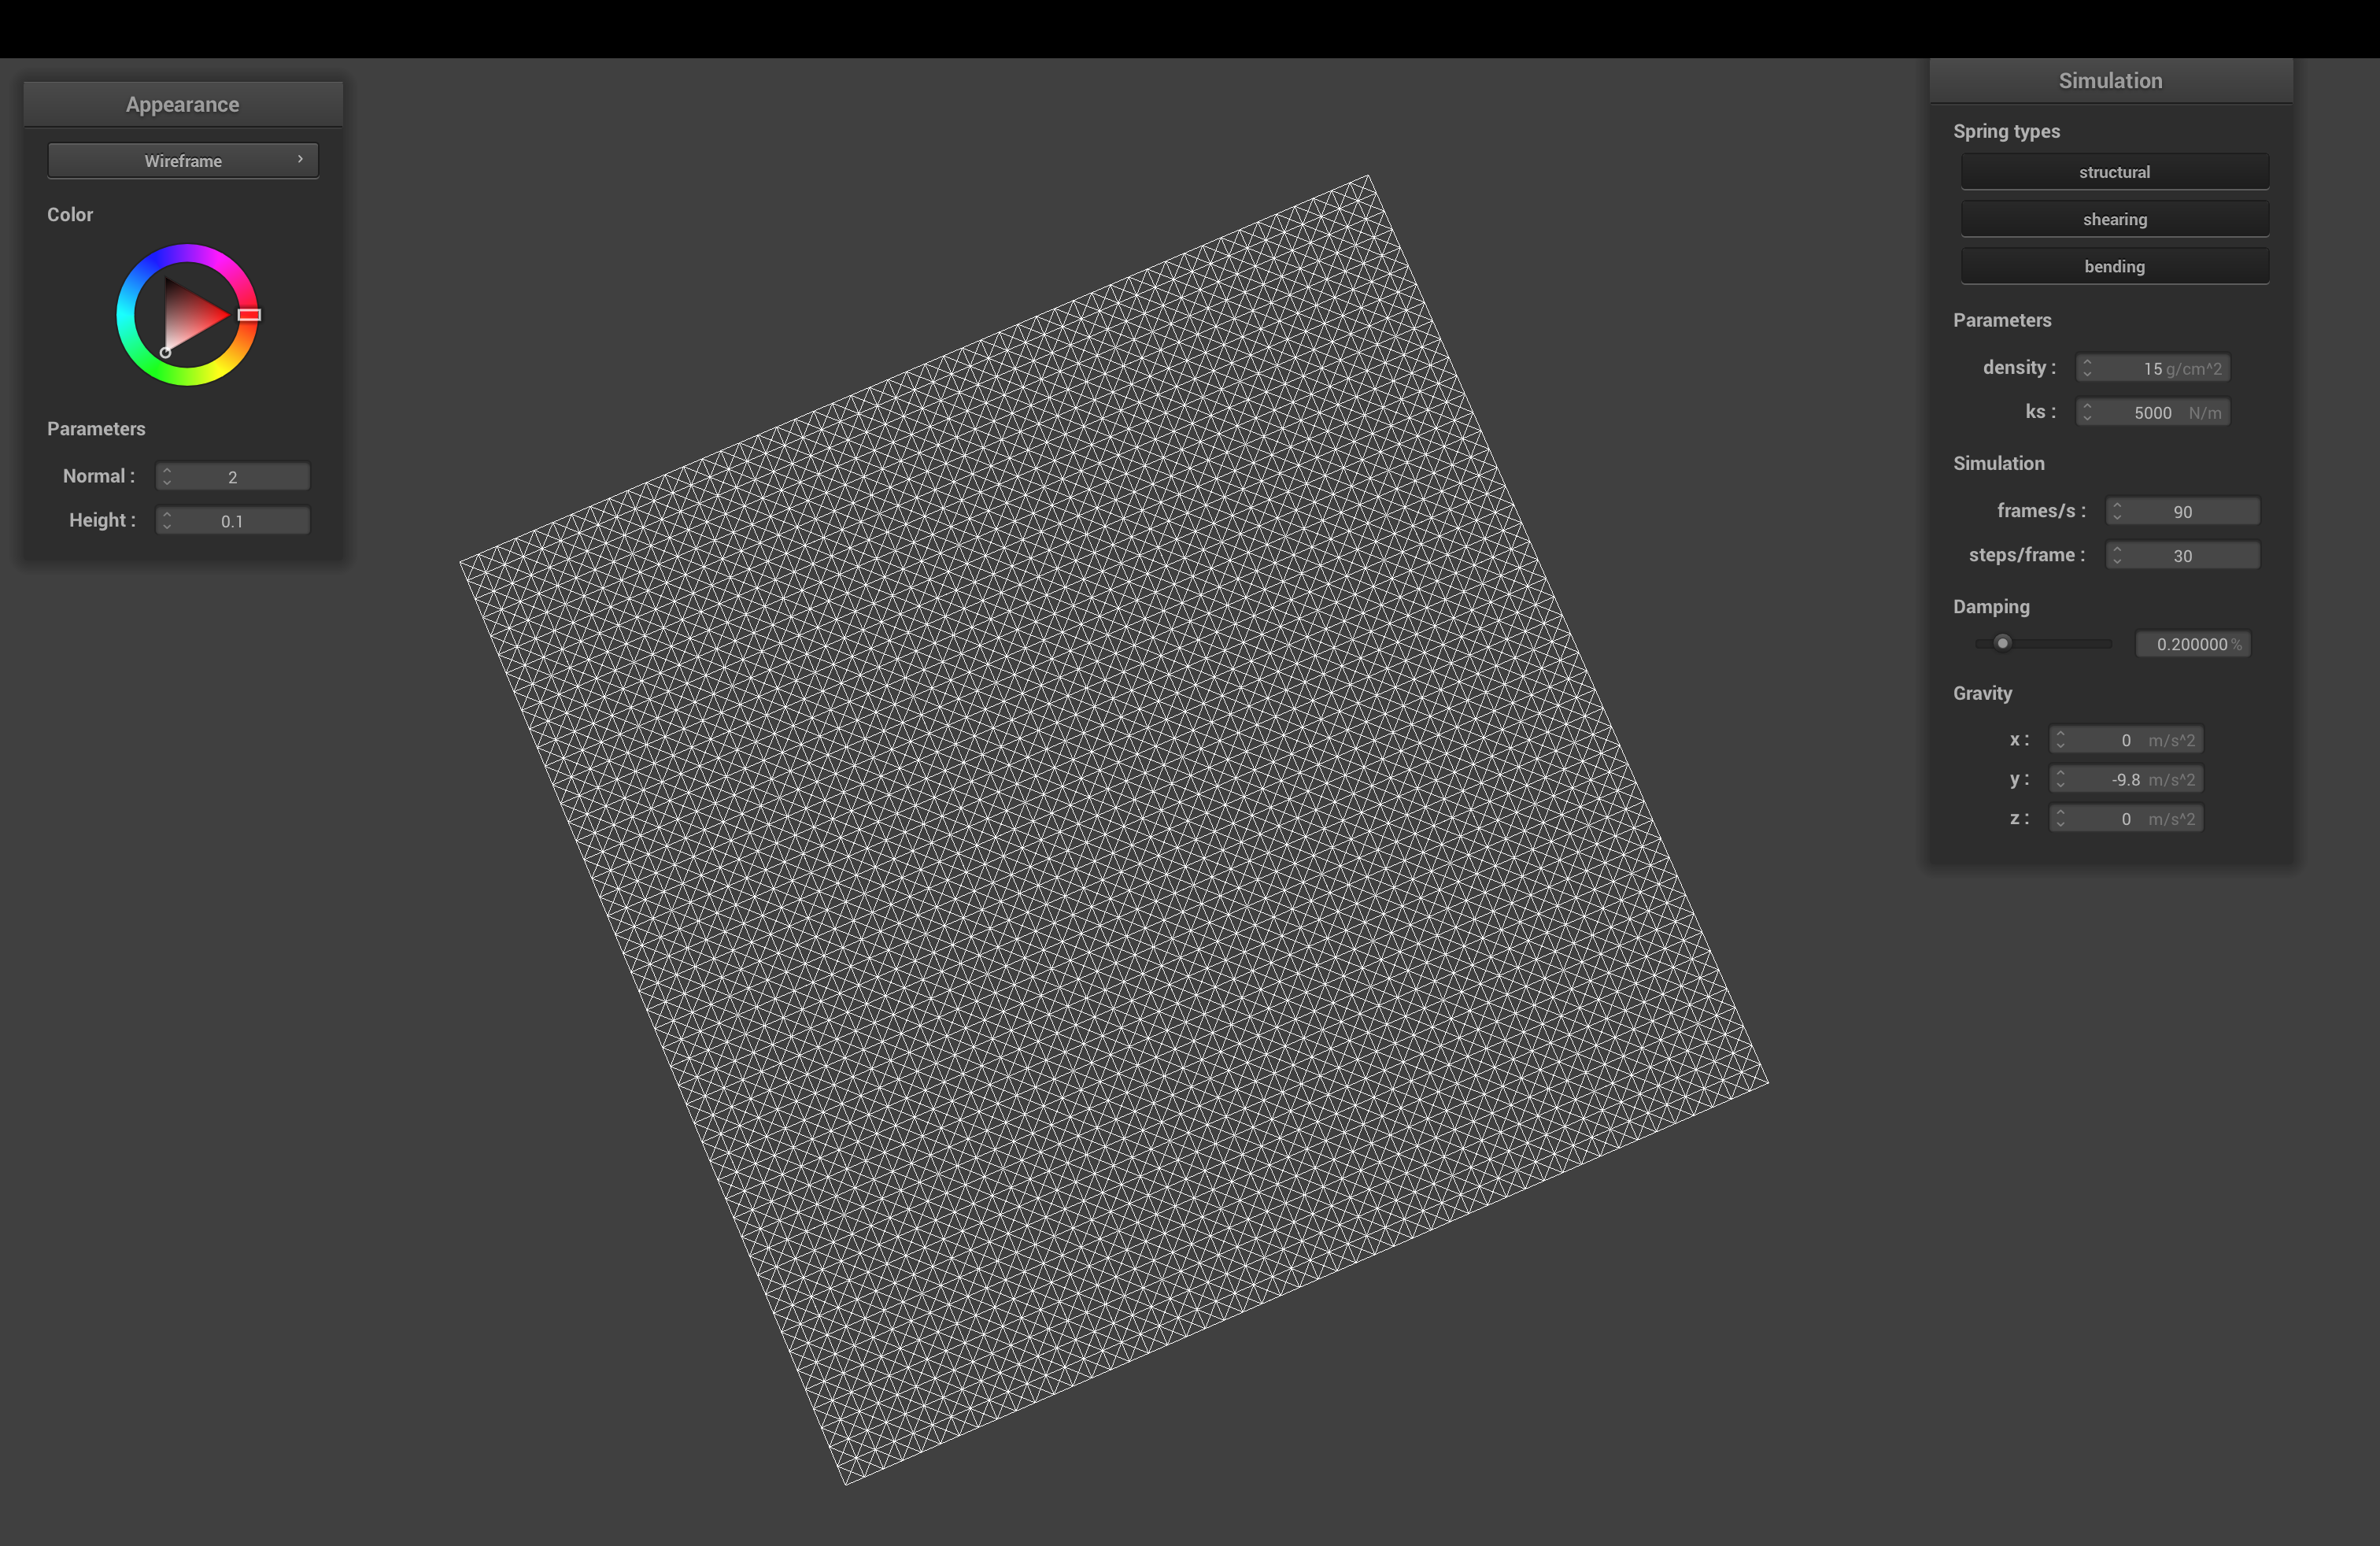 Appearance
Wireframe
Color
Parameters
Normal :
2
Height :
0.1
Simulation
Spring types
structural
shearing
bending
Parameters
density :
15 g/cm^2
ks :
5000 N/m
Simulation
frames/s :
90
steps/frame :
30
Damping
0.200000 %
Gravity
x :
0 m/s^2
y :
-9.8 m/s^2
z :
0 m/s^2